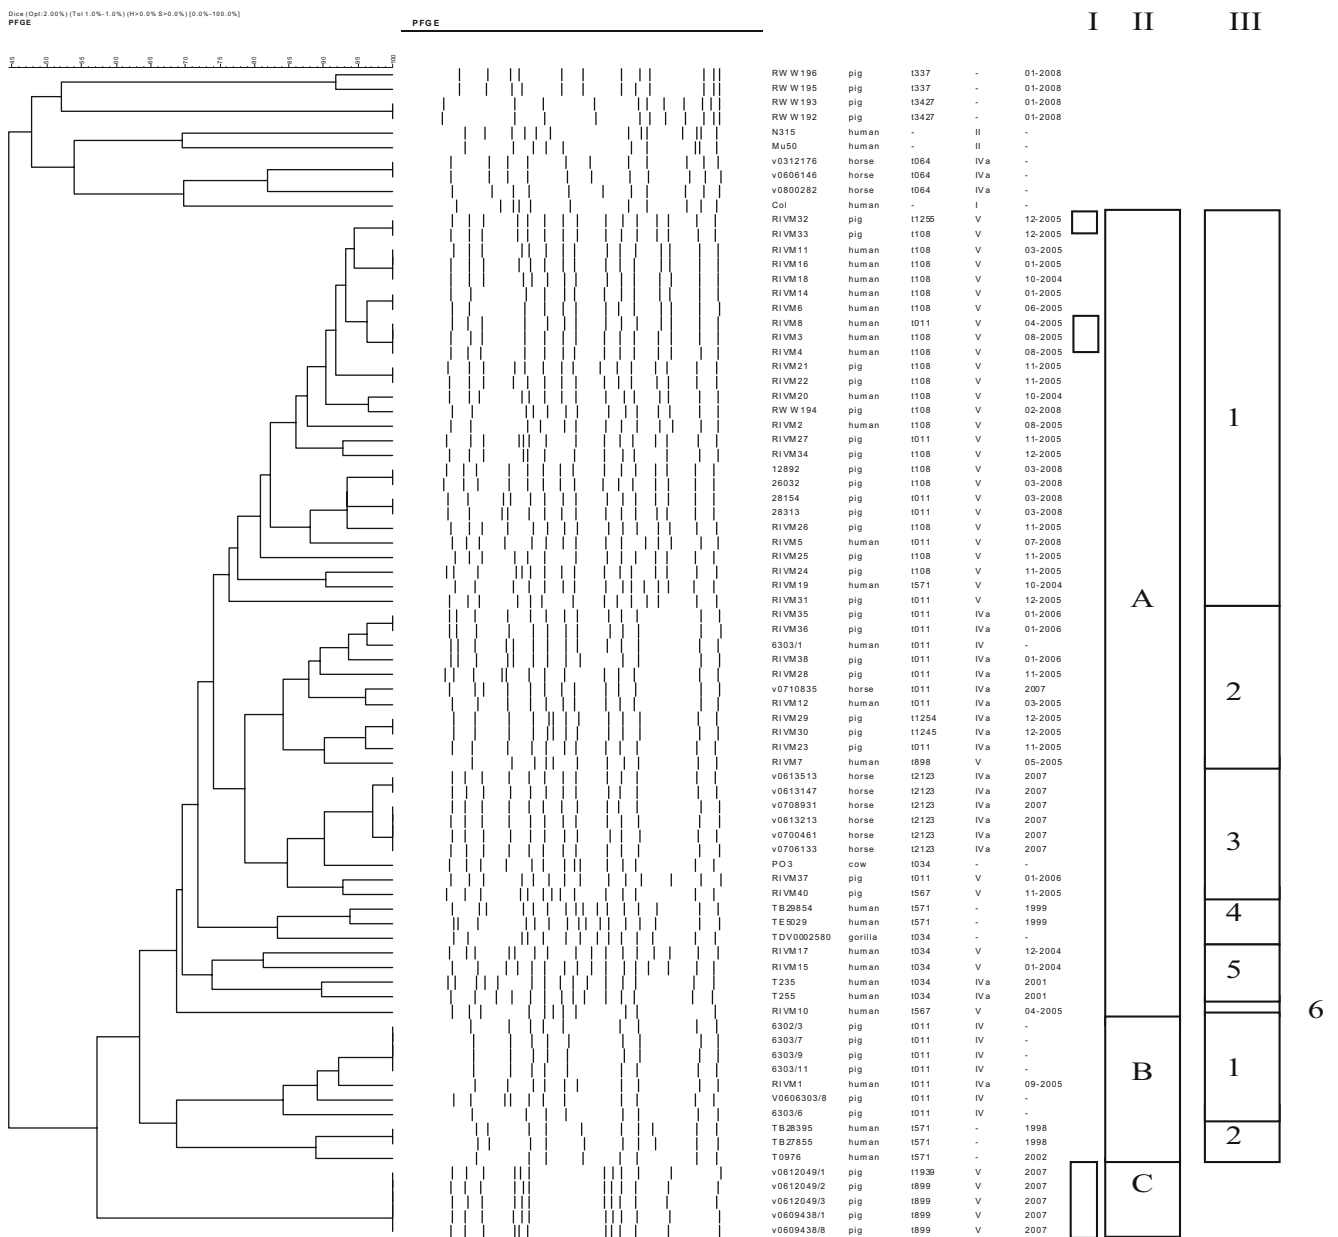 Dice (Opt:2.00%) (Tol 1.0%-1.0%) (H>0.0% S>0.0%) [0.0%-100.0%]
PFGE
PFGE
I II III
45 50 55 60 65 70 75 80 85 90 95 100
RWW196 pig t337 - 01-2008
RWW195 pig t337 - 01-2008
RWW193 pig t3427 - 01-2008
RWW192 pig t3427 - 01-2008
N315 human - II -
Mu50 human - II -
v0312176 horse t064 IVa -
v0606146 horse t064 IVa -
v0800282 horse t064 IVa -
Col human - I -
RIVM32 pig t1255 V 12-2005
RIVM33 pig t108 V 12-2005
RIVM11 human t108 V 03-2005
RIVM16 human t108 V 01-2005
RIVM18 human t108 V 10-2004
RIVM14 human t108 V 01-2005
RIVM6 human t108 V 06-2005
RIVM8 human t011 V 04-2005
RIVM3 human t108 V 08-2005
RIVM4 human t108 V 08-2005
RIVM21 pig t108 V 11-2005
RIVM22 pig t108 V 11-2005
RIVM20 human t108 V 10-2004
RWW194 pig t108 V 02-2008
1
RIVM2 human t108 V 08-2005
RIVM27 pig t011 V 11-2005
RIVM34 pig t108 V 12-2005
12892 pig t108 V 03-2008
26032 pig t108 V 03-2008
28154 pig t011 V 03-2008
28313 pig t011 V 03-2008
RIVM26 pig t108 V 11-2005
RIVM5 human t011 V 07-2008
RIVM25 pig t108 V 11-2005
RIVM24 pig t108 V 11-2005
RIVM19 human t571 V 10-2004
A
RIVM31 pig t011 V 12-2005
RIVM35 pig t011 IVa 01-2006
RIVM36 pig t011 IVa 01-2006
6303/1 human t011 IV -
RIVM38 pig t011 IVa 01-2006
RIVM28 pig t011 IVa 11-2005
v0710835 horse t011 IVa 2007
2
RIVM12 human t011 IVa 03-2005
RIVM29 pig t1254 IVa 12-2005
RIVM30 pig t1245 IVa 12-2005
RIVM23 pig t011 IVa 11-2005
RIVM7 human t898 V 05-2005
v0613513 horse t2123 IVa 2007
v0613147 horse t2123 IVa 2007
v0708931 horse t2123 IVa 2007
v0613213 horse t2123 IVa 2007
v0700461 horse t2123 IVa 2007
3
v0706133 horse t2123 IVa 2007
PO3 cow t034 - -
RIVM37 pig t011 V 01-2006
RIVM40 pig t567 V 11-2005
TB29854 human t571 - 1999
4
TE5029 human t571 - 1999
TDV0002580 gorilla t034 - -
RIVM17 human t034 V 12-2004
RIVM15 human t034 V 01-2004
5
T235 human t034 IVa 2001
T255 human t034 IVa 2001
RIVM10 human t567 V 04-2005
6
6302/3 pig t011 IV -
6303/7 pig t011 IV -
6303/9 pig t011 IV -
6303/11 pig t011 IV -
B 1
RIVM1 human t011 IVa 09-2005
V0606303/8 pig t011 IV -
6303/6 pig t011 IV -
TB28395 human t571 - 1998
2
TB27855 human t571 - 1998
T0976 human t571 - 2002
v0612049/1 pig t1939 V 2007
C
v0612049/2 pig t899 V 2007
v0612049/3 pig t899 V 2007
v0609438/1 pig t899 V 2007
v0609438/8 pig t899 V 2007